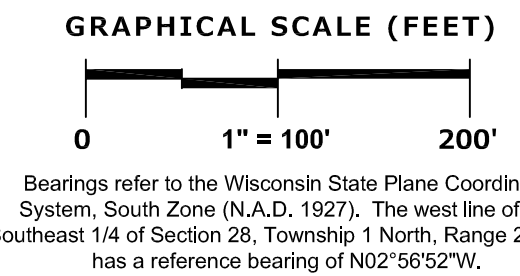 GRAPHICAL SCALE (FEET)
0 1" = 100' 200'
Bearings refer to the Wisconsin State Plane
System, South Zone (N.A.D. 1927). The west line of
Southeast 1/4 of Section 28, Township 1 North, Range
has a reference bearing of N02°56'52"W.